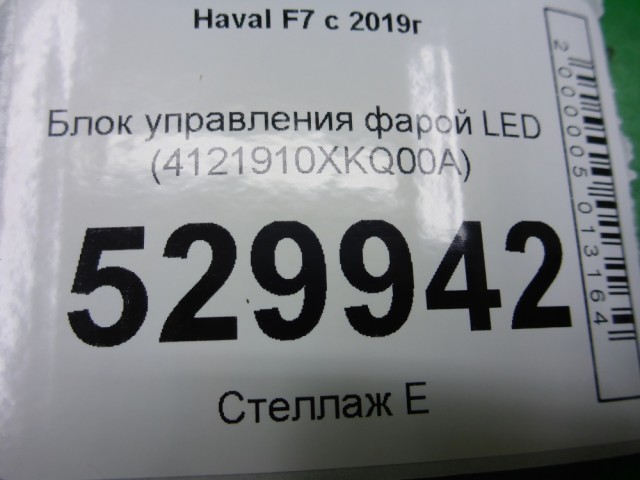 Haval F7 с 2019г
Блок управления фарой LED
(4121910XKQ00A)
529942
Стеллаж Е
2000005013164